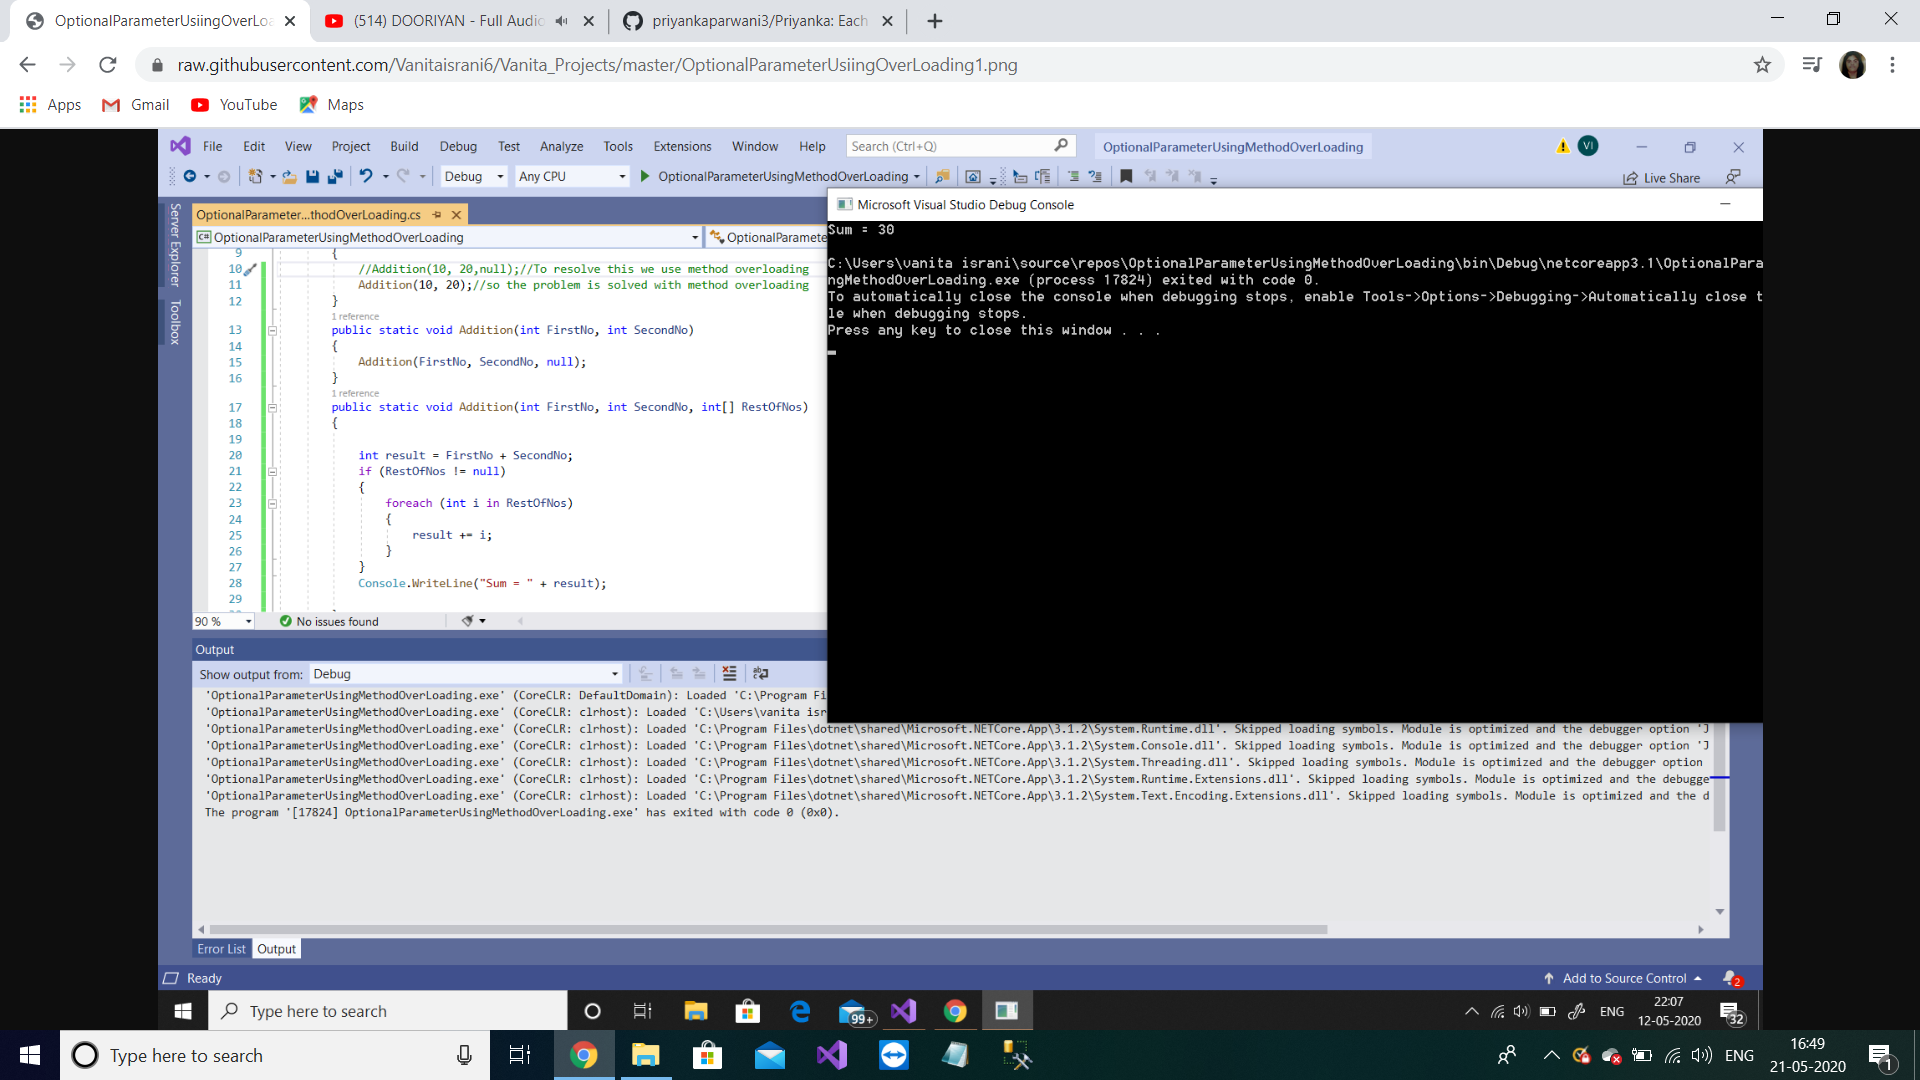 OptionalParameterUsiingOverLoa
(514) DOORIYAN - Full Audio
priyankaparwani3/Priyanka: Each
raw.githubusercontent.com/Vanitaisrani6/Vanita_Projects/master/OptionalParameterUsiingOverLoading1.png
Apps Gmail YouTube Maps
File Edit View Project Build Debug Test Analyze Tools Extensions Window Help Search (Ctrl+Q) OptionalParameterUsingMethodOverLoading VI
Debug Any CPU OptionalParameterUsingMethodOverLoading Live Share
Server Explorer
Toolbox
OptionalParameter...thodOverLoading.cs
OptionalParameterUsingMethodOverLoading OptionalParamete
9 {
10 //Addition(10, 20,null);//To resolve this we use method overloading
11 Addition(10, 20);//so the problem is solved with method overloading
12 }
1 reference
13 public static void Addition(int FirstNo, int SecondNo)
14 {
15 Addition(FirstNo, SecondNo, null);
16 }
1 reference
17 public static void Addition(int FirstNo, int SecondNo, int[] RestOfNos)
18 {
19
20 int result = FirstNo + SecondNo;
21 if (RestOfNos != null)
22 {
23 foreach (int i in RestOfNos)
24 {
25 result += i;
26 }
27 }
28 Console.WriteLine("Sum = " + result);
29
90 % No issues found
Microsoft Visual Studio Debug Console
Sum = 30
C:\Users\vanita israni\source\repos\OptionalParameterUsingMethodOverLoading\bin\Debug\netcoreapp3.1\OptionalPara
ngMethodOverLoading.exe (process 17824) exited with code 0.
To automatically close the console when debugging stops, enable Tools->Options->Debugging->Automatically close t
le when debugging stops.
Press any key to close this window . . .
Output
Show output from: Debug
'OptionalParameterUsingMethodOverLoading.exe' (CoreCLR: DefaultDomain): Loaded 'C:\Program Fi
'OptionalParameterUsingMethodOverLoading.exe' (CoreCLR: clrhost): Loaded 'C:\Users\vanita isr
'OptionalParameterUsingMethodOverLoading.exe' (CoreCLR: clrhost): Loaded 'C:\Program Files\dotnet\shared\Microsoft.NETCore.App\3.1.2\System.Runtime.dll'. Skipped loading symbols. Module is optimized and the debugger option 'J
'OptionalParameterUsingMethodOverLoading.exe' (CoreCLR: clrhost): Loaded 'C:\Program Files\dotnet\shared\Microsoft.NETCore.App\3.1.2\System.Console.dll'. Skipped loading symbols. Module is optimized and the debugger option 'J
'OptionalParameterUsingMethodOverLoading.exe' (CoreCLR: clrhost): Loaded 'C:\Program Files\dotnet\shared\Microsoft.NETCore.App\3.1.2\System.Threading.dll'. Skipped loading symbols. Module is optimized and the debugger option
'OptionalParameterUsingMethodOverLoading.exe' (CoreCLR: clrhost): Loaded 'C:\Program Files\dotnet\shared\Microsoft.NETCore.App\3.1.2\System.Runtime.Extensions.dll'. Skipped loading symbols. Module is optimized and the debugge
'OptionalParameterUsingMethodOverLoading.exe' (CoreCLR: clrhost): Loaded 'C:\Program Files\dotnet\shared\Microsoft.NETCore.App\3.1.2\System.Text.Encoding.Extensions.dll'. Skipped loading symbols. Module is optimized and the d
The program '[17824] OptionalParameterUsingMethodOverLoading.exe' has exited with code 0 (0x0).
Error List Output
Ready Add to Source Control 2
Type here to search 99+ ENG 22:07
12-05-2020 32
Type here to search ENG 16:49
21-05-2020 1